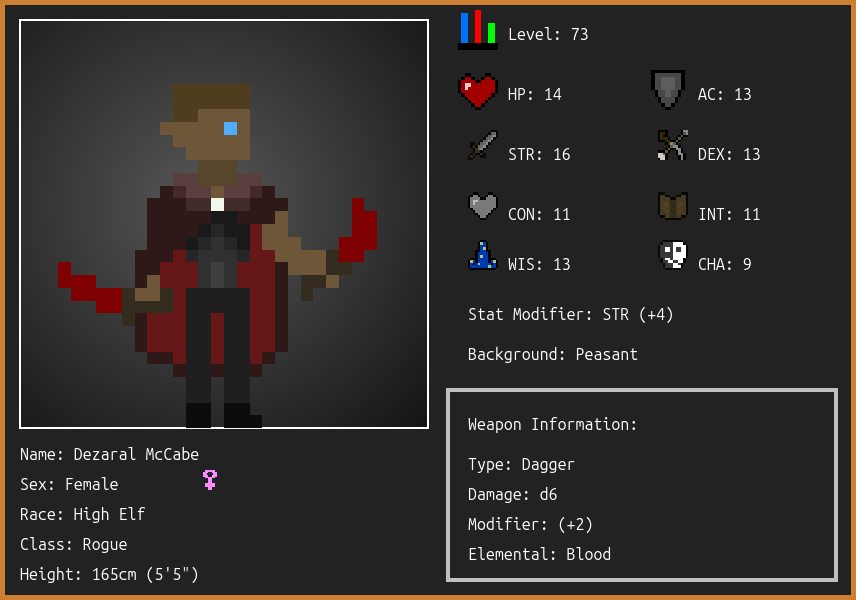 Level: 73
HP: 14
AC: 13
STR: 16
DEX: 13
CON: 11
INT: 11
WIS: 13
CHA: 9
Stat Modifier: STR (+4)
Background: Peasant
Weapon Information:
Type: Dagger
Damage: d6
Modifier: (+2)
Elemental: Blood
Name: Dezaral McCabe
Sex: Female
Race: High Elf
Class: Rogue
Height: 165cm (5'5")